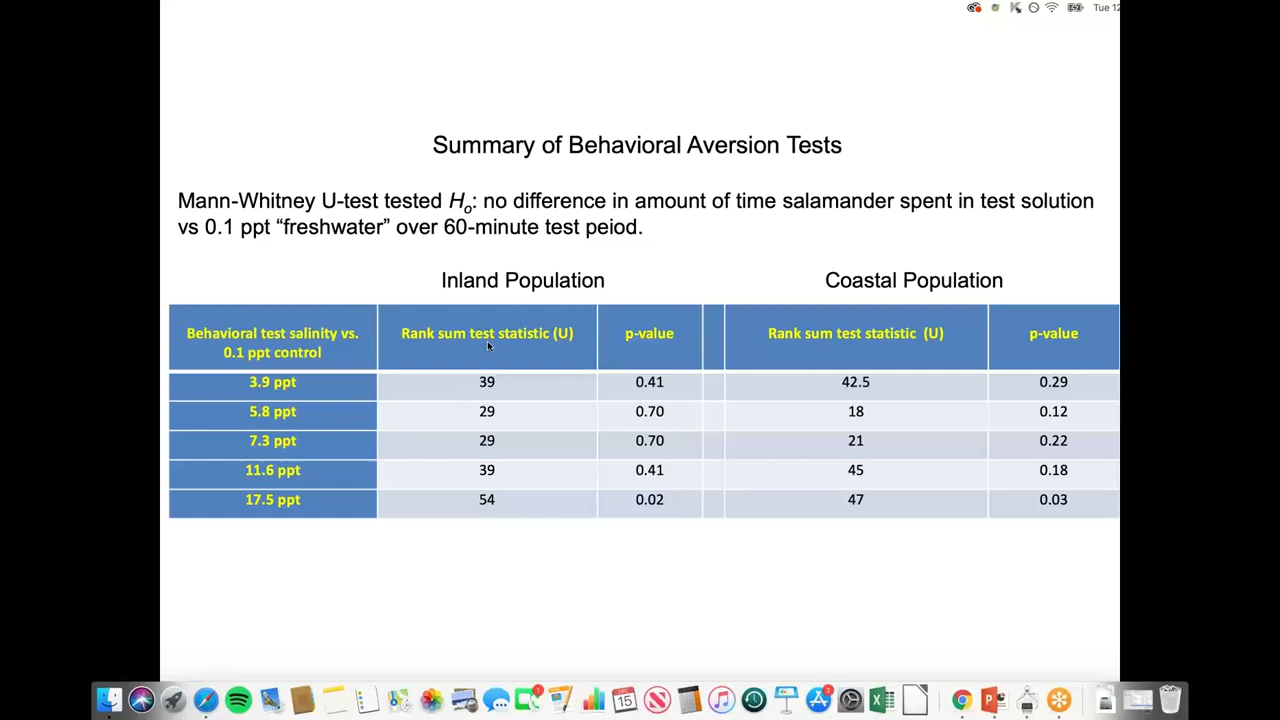 Tue 12
Summary of Behavioral Aversion Tests
Mann-Whitney U-test tested Ho: no difference in amount of time salamander spent in test solution
vs 0.1 ppt “freshwater” over 60-minute test peiod.
Inland Population Coastal Population
Behavioral test salinity vs. 0.1 ppt control Rank sum test statistic (U) p-value Rank sum test statistic (U) p-value
3.9 ppt 39 0.41 42.5 0.29
5.8 ppt 29 0.70 18 0.12
7.3 ppt 29 0.70 21 0.22
11.6 ppt 39 0.41 45 0.18
17.5 ppt 54 0.02 47 0.03
DEC
15